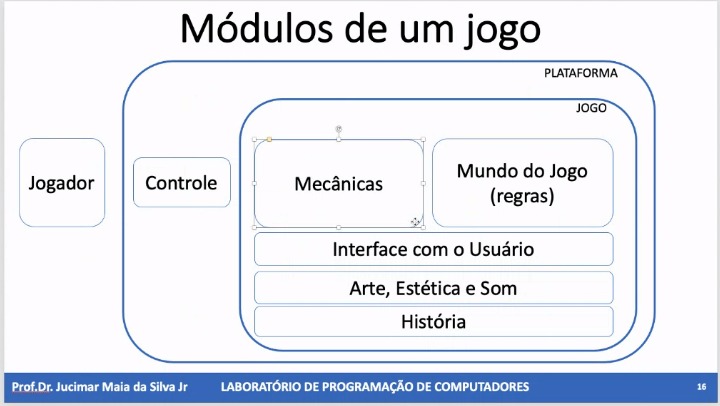 Módulos de um jogo
PLATAFORMA
JOGO
Jogador
Controle
Mecânicas
Mundo do Jogo
(regras)
Interface com o Usuário
Arte, Estética e Som
História
Prof.Dr. Jucimar Maia da Silva Jr
LABORATÓRIO DE PROGRAMAÇÃO DE COMPUTADORES
16